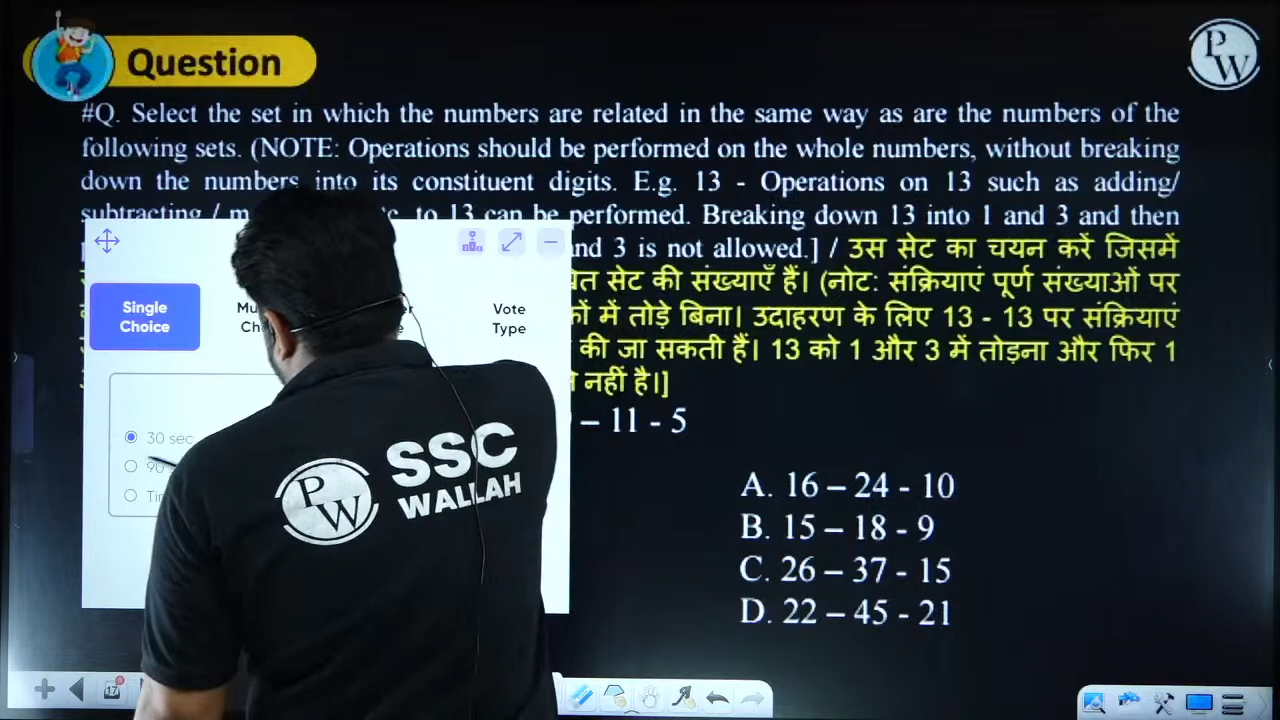 Question
PW
#Q. Select the set in which the numbers are related in the same way as are the numbers of the
following sets. (NOTE: Operations should be performed on the whole numbers, without breaking
down the numbers into its constituent digits. E.g. 13 - Operations on 13 such as adding/
subtracting / to 13 can be performed. Breaking down 13 into 1 and 3 and then
and 3 is not allowed.] / उस सेट का चयन करें जिसमें
सेट की संख्याएँ हैं। (नोट: संक्रियाएं पूर्ण संख्याओं पर
में तोड़े बिना। उदाहरण के लिए 13 - 13 पर संक्रियाएं
की जा सकती हैं। 13 को 1 और 3 में तोड़ना और फिर 1
नहीं है।]
– 11 - 5
A. 16 – 24 - 10
B. 15 – 18 - 9
C. 26 – 37 - 15
D. 22 – 45 - 21
Single
Choice
Vote
Type
30 sec
90
PW
SSC
WALLAH
17